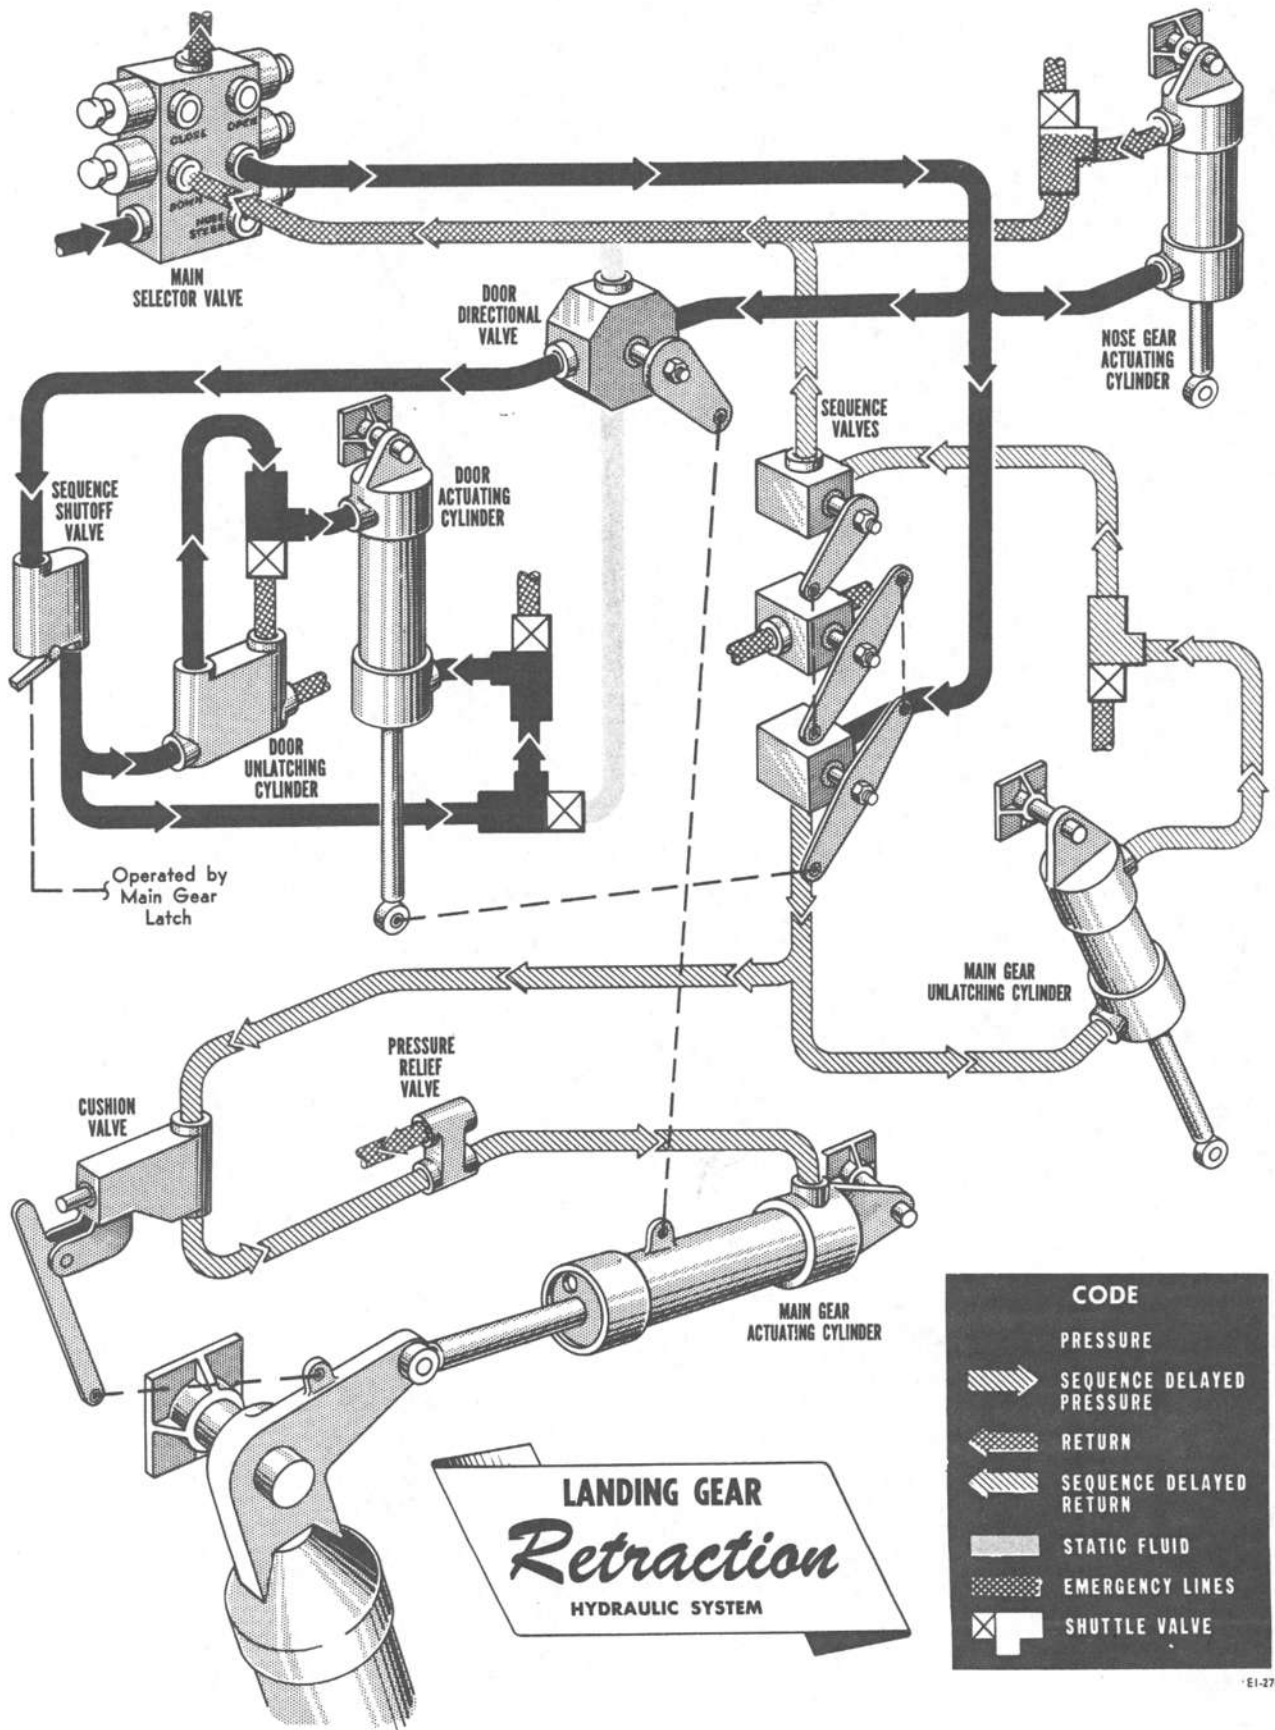 CLOSE
OPEN
DOWN
NOSE
STEER
MAIN
SELECTOR VALVE
DOOR
DIRECTIONAL
VALVE
NOSE GEAR
ACTUATING
CYLINDER
SEQUENCE
VALVES
SEQUENCE
SHUTOFF
VALVE
DOOR
ACTUATING
CYLINDER
DOOR
UNLATCHING
CYLINDER
Operated by
Main Gear
Latch
MAIN GEAR
UNLATCHING CYLINDER
PRESSURE
RELIEF
VALVE
CUSHION
VALVE
MAIN GEAR
ACTUATING CYLINDER
CODE
PRESSURE
SEQUENCE DELAYED
PRESSURE
RETURN
SEQUENCE DELAYED
RETURN
STATIC FLUID
EMERGENCY LINES
SHUTTLE VALVE
LANDING GEAR
Retraction
HYDRAULIC SYSTEM
E1-27